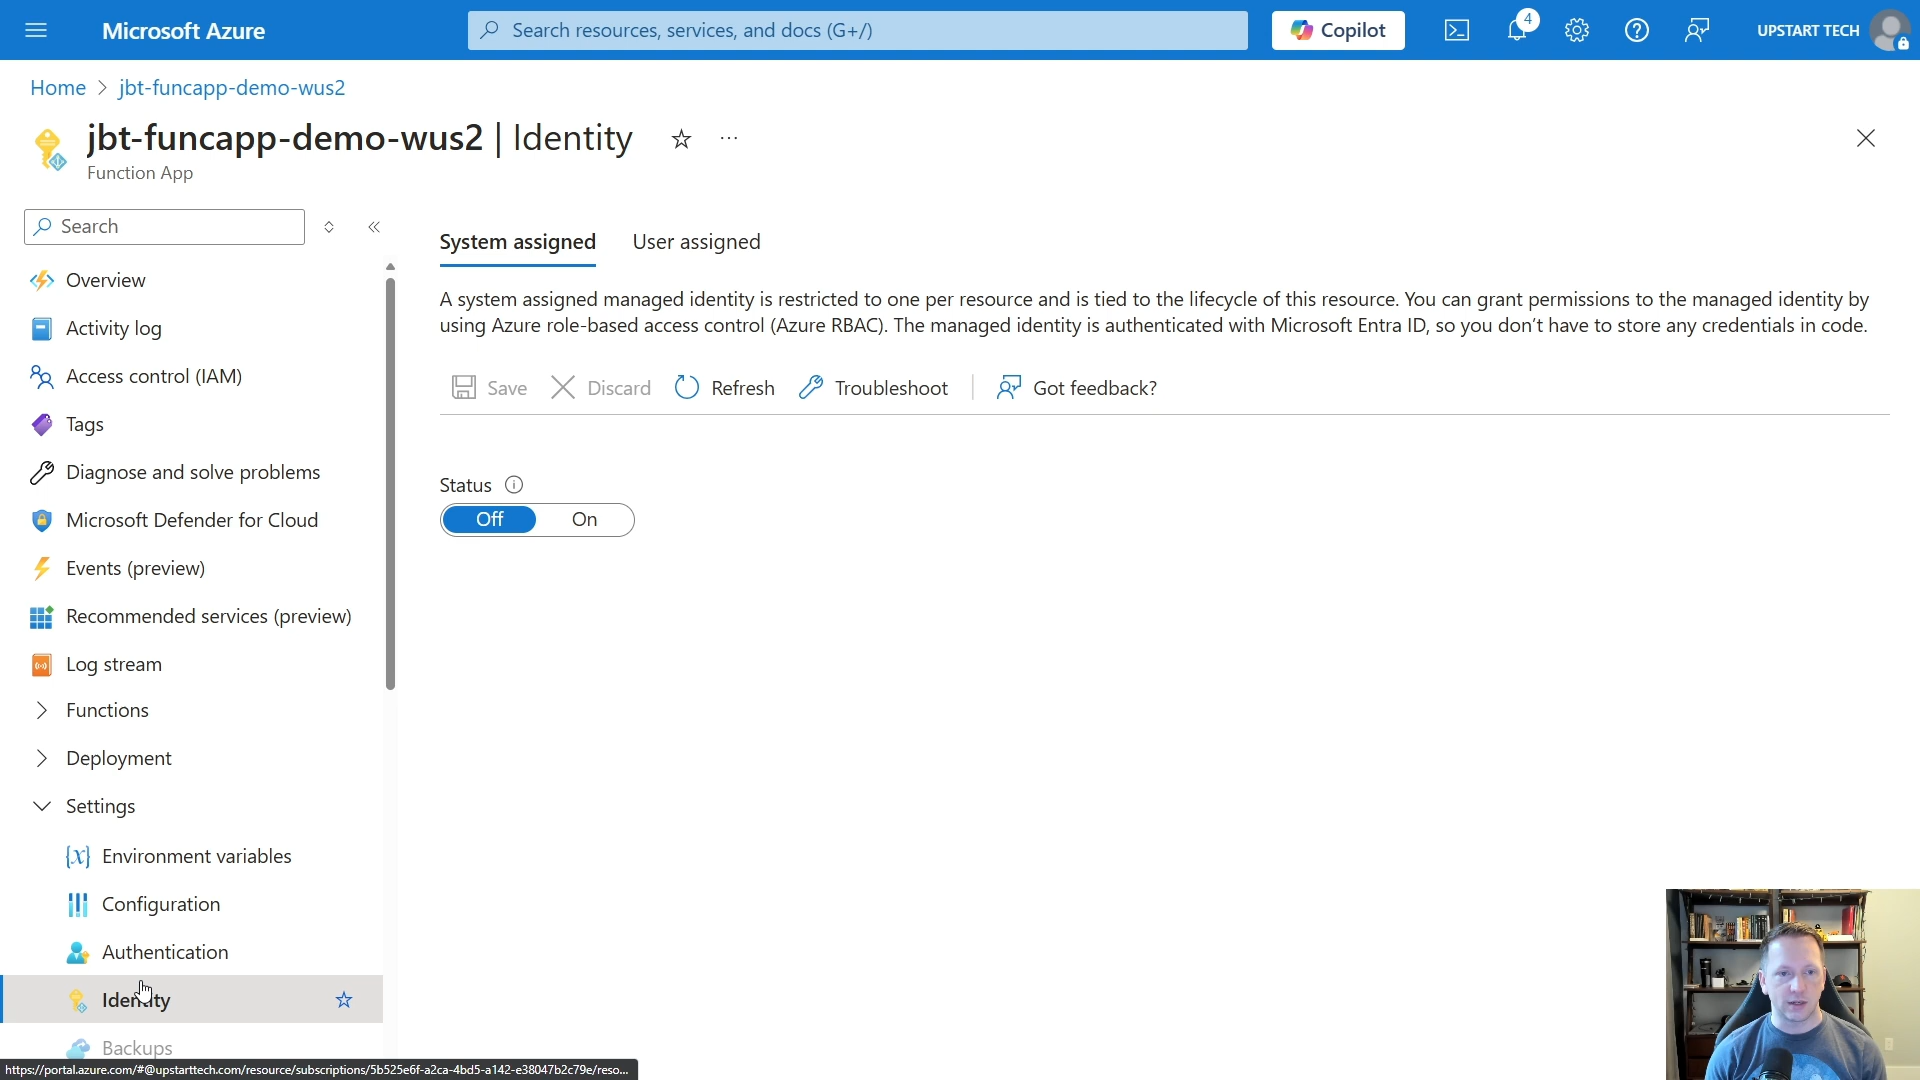 Microsoft Azure
Search resources, services, and docs (G+/)
Copilot
4
UPSTART TECH
Home > jbt-funcapp-demo-wus2
jbt-funcapp-demo-wus2 | Identity
Function App
Search
Overview
Activity log
Access control (IAM)
Tags
Diagnose and solve problems
Microsoft Defender for Cloud
Events (preview)
Recommended services (preview)
Log stream
Functions
Deployment
Settings
Environment variables
Configuration
Authentication
Identity
Backups
System assigned User assigned
A system assigned managed identity is restricted to one per resource and is tied to the lifecycle of this resource. You can grant permissions to the managed identity by
using Azure role-based access control (Azure RBAC). The managed identity is authenticated with Microsoft Entra ID, so you don't have to store any credentials in code.
Save Discard Refresh Troubleshoot | Got feedback?
Status
Off On
https://portal.azure.com/#@upstarttech.com/resource/subscriptions/5b525e6f-a2ca-4bd5-a142-e38047b2c79e/reso...